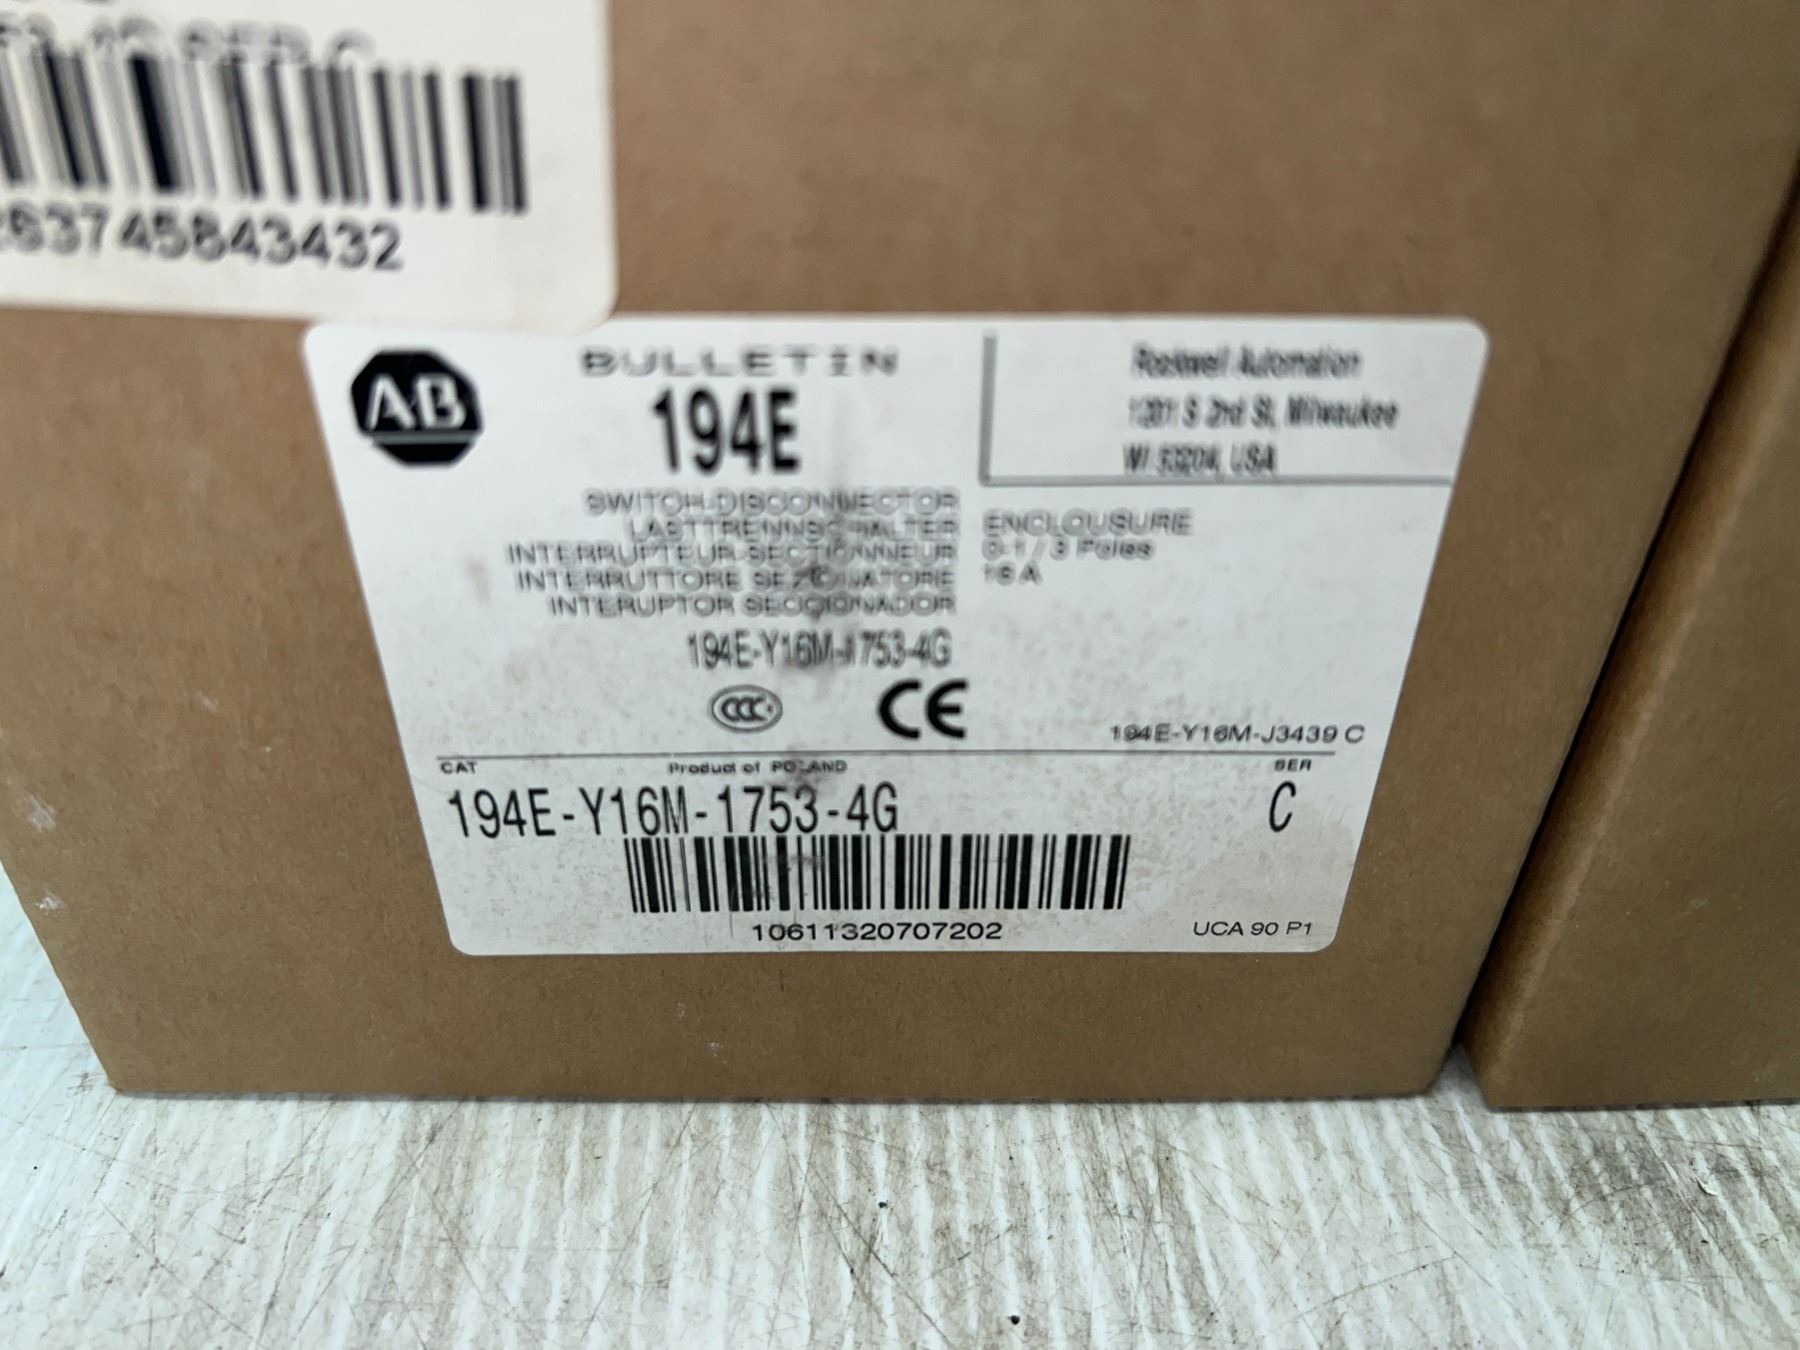 263745843432
AB
BULLETIN
194E
Rockwell Automation
1201 S 2nd St, Milwaukee
WI 53204, USA
SWITCH-DISCONNECTOR
LASTTRENNSCHALTER
INTERRUPTEUR-SECTIONNEUR
INTERRUTTORE SEZIONATORE
INTERUPTOR SECCIONADOR
ENCLOUSURE
0-1/ 3 Poles
16 A
194E-Y16M-1753-4G
CCC
CE
194E-Y16M-J3439 C
CAT
Product of POLAND
SER
194E-Y16M-1753-4G
C
10611320707202
UCA 90 P1